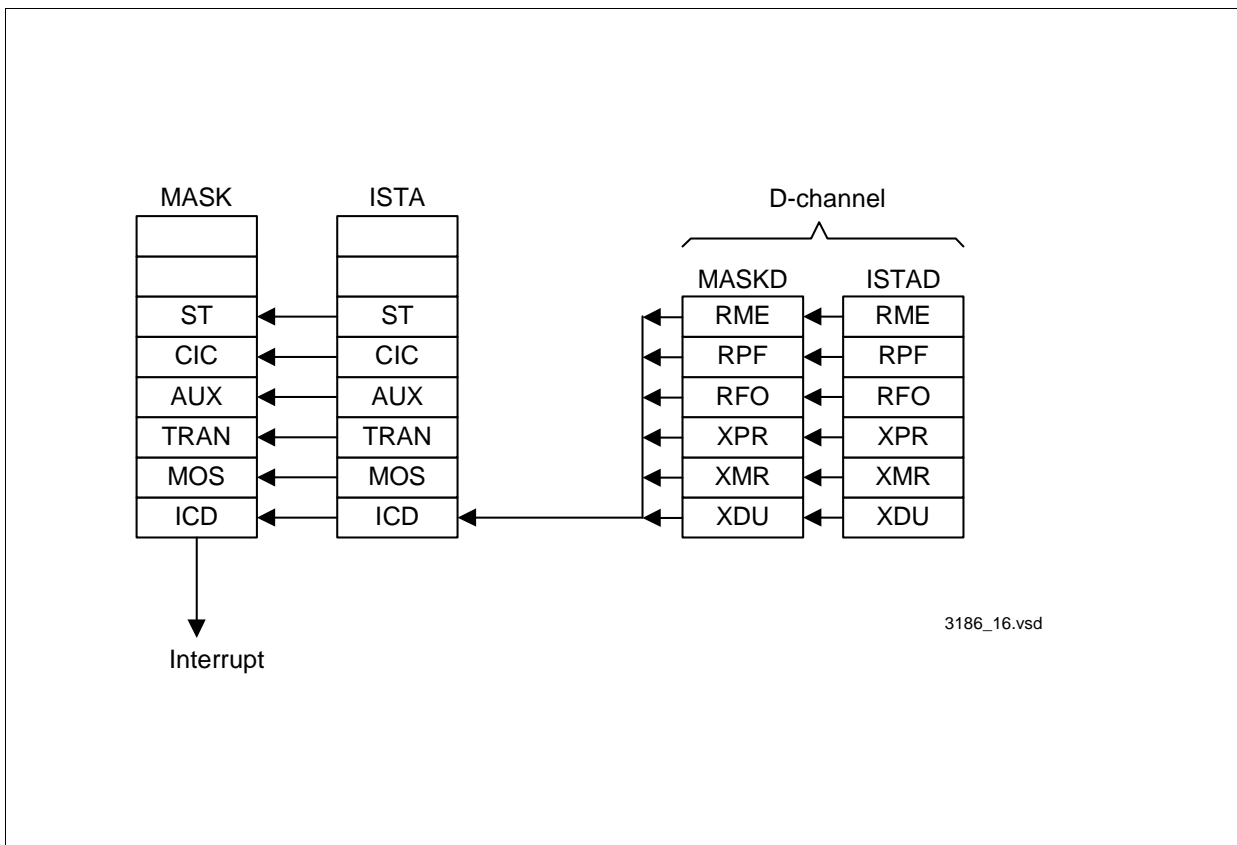 MASK ISTA D-channel
MASKD ISTAD
ST ST RME RME
CIC CIC RPF RPF
AUX AUX RFO RFO
TRAN TRAN XPR XPR
MOS MOS XMR XMR
ICD ICD XDU XDU
3186_16.vsd
Interrupt